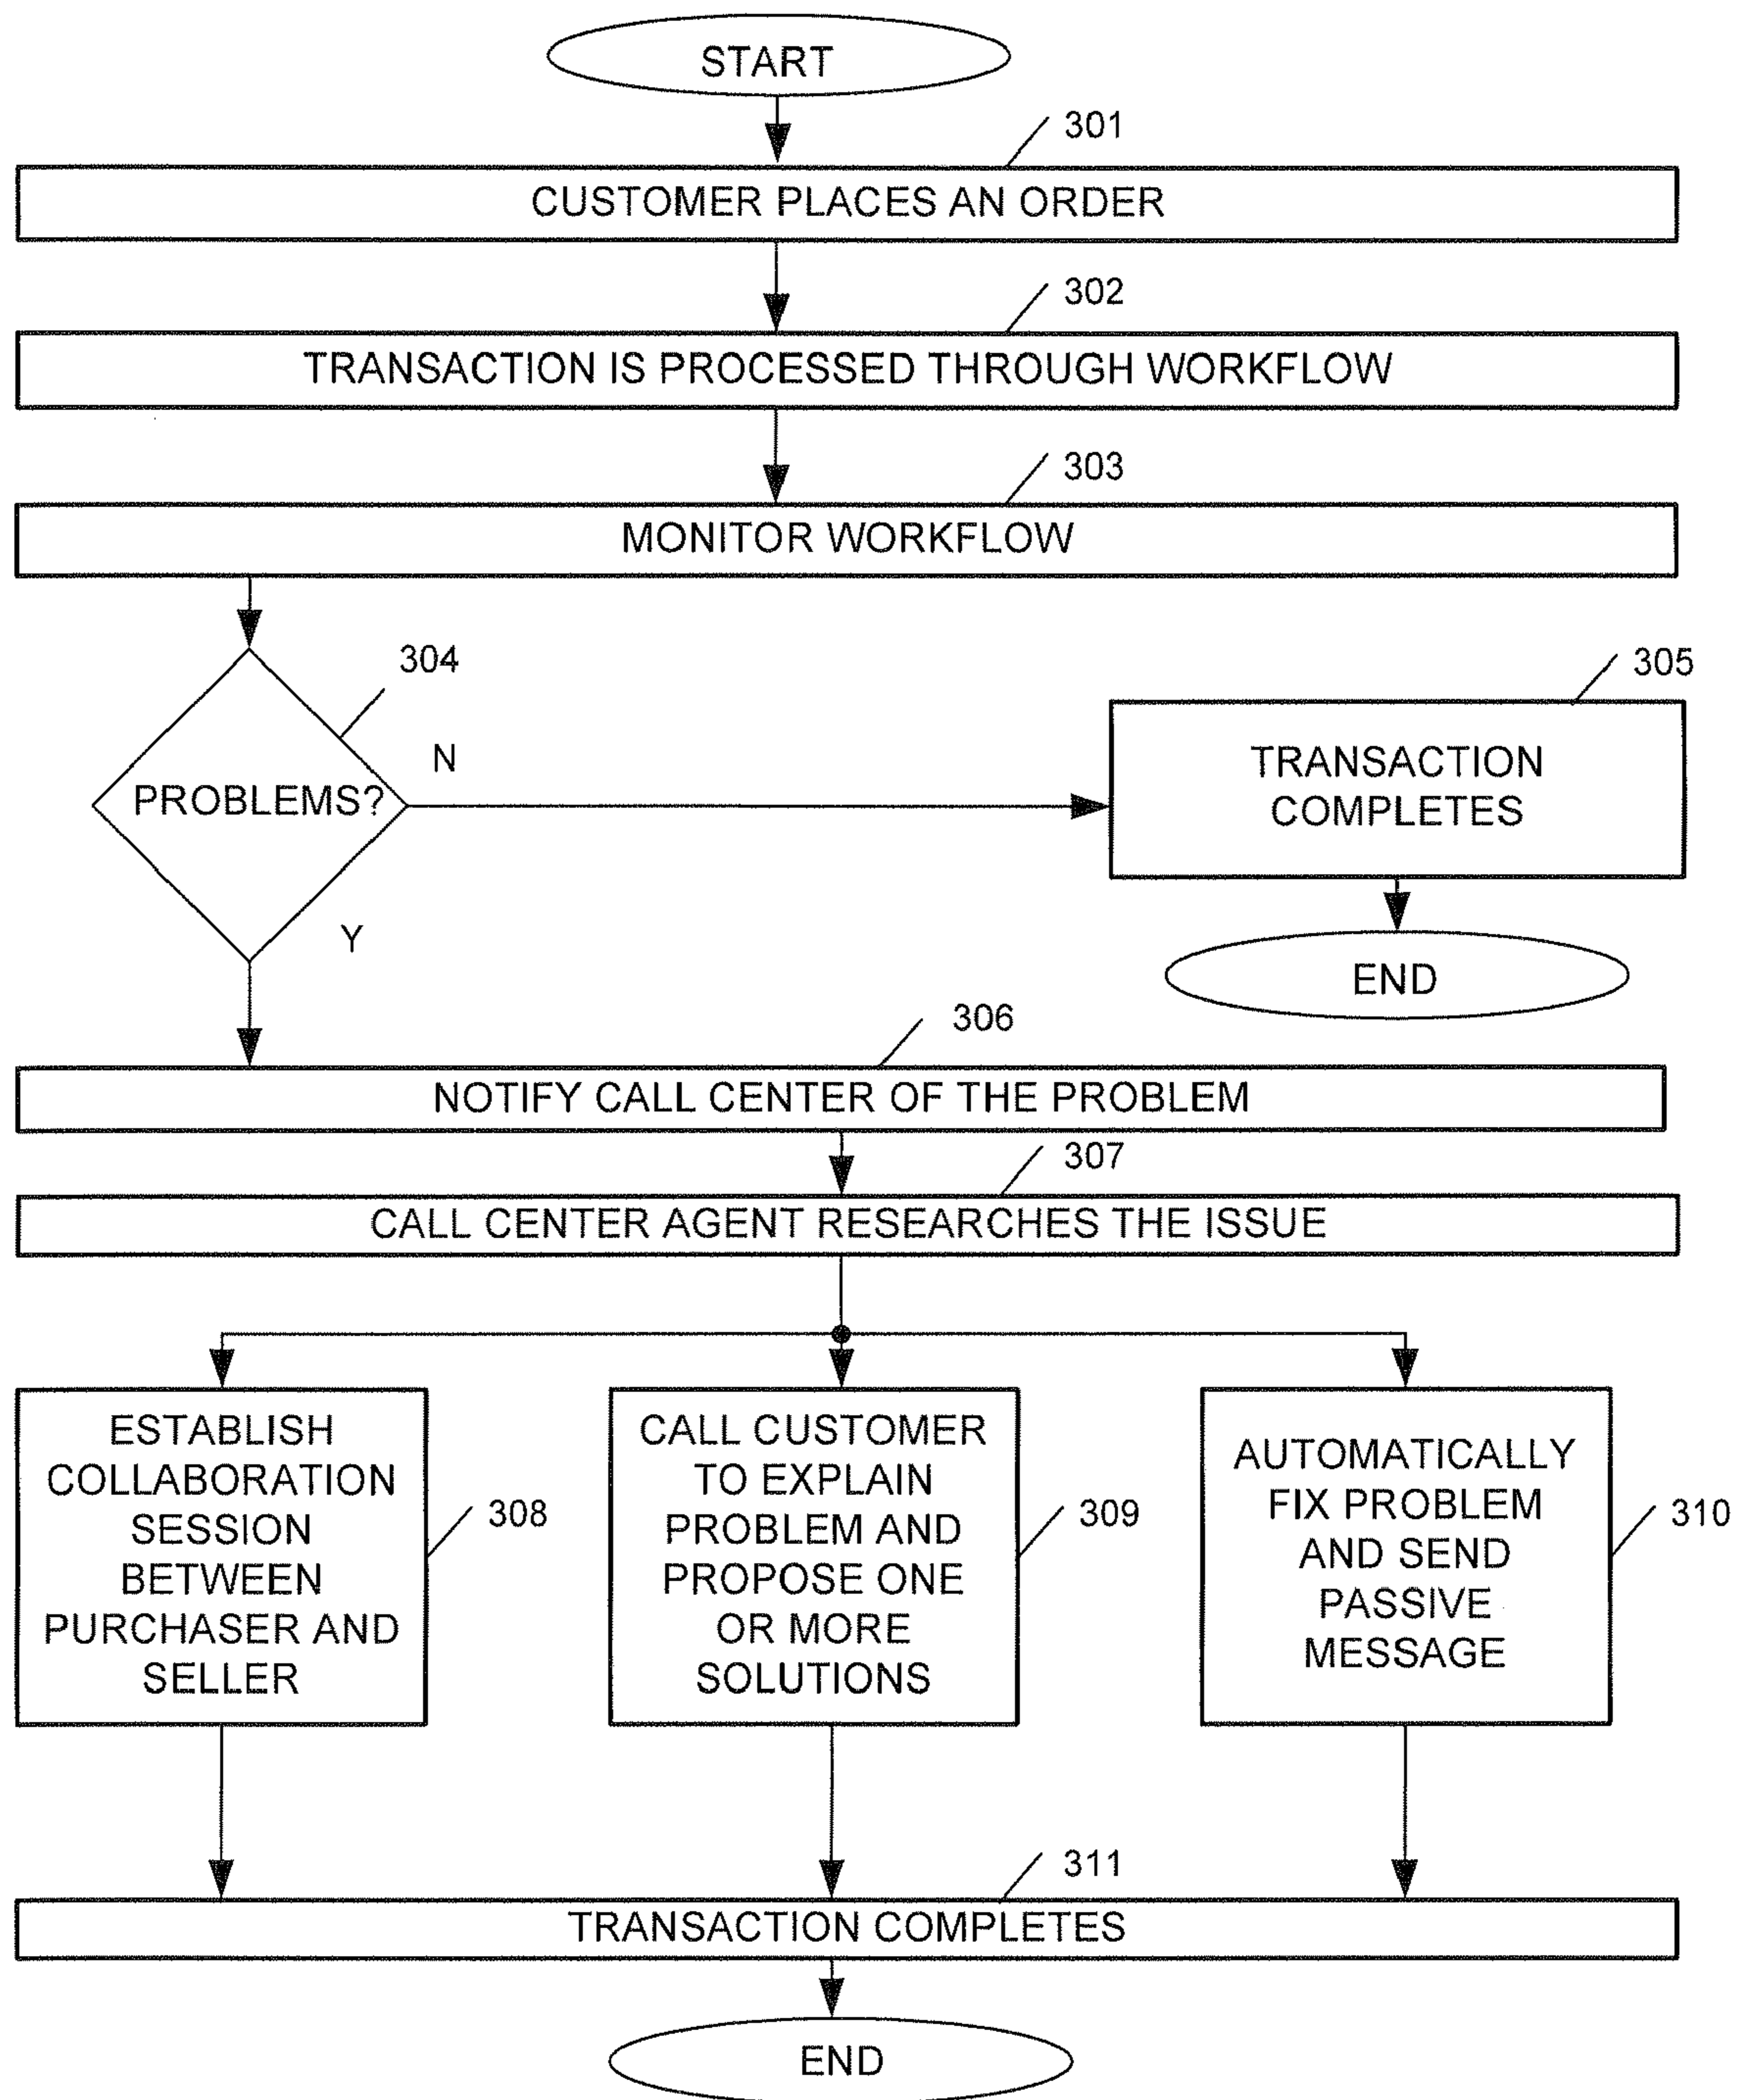 START
301
CUSTOMER PLACES AN ORDER
302
TRANSACTION IS PROCESSED THROUGH WORKFLOW
303
MONITOR WORKFLOW
304
PROBLEMS?
N
Y
305
TRANSACTION
COMPLETES
END
306
NOTIFY CALL CENTER OF THE PROBLEM
307
CALL CENTER AGENT RESEARCHES THE ISSUE
ESTABLISH
COLLABORATION
SESSION
BETWEEN
PURCHASER AND
SELLER
308
CALL CUSTOMER
TO EXPLAIN
PROBLEM AND
PROPOSE ONE
OR MORE
SOLUTIONS
309
AUTOMATICALLY
FIX PROBLEM
AND SEND
PASSIVE
MESSAGE
310
311
TRANSACTION COMPLETES
END